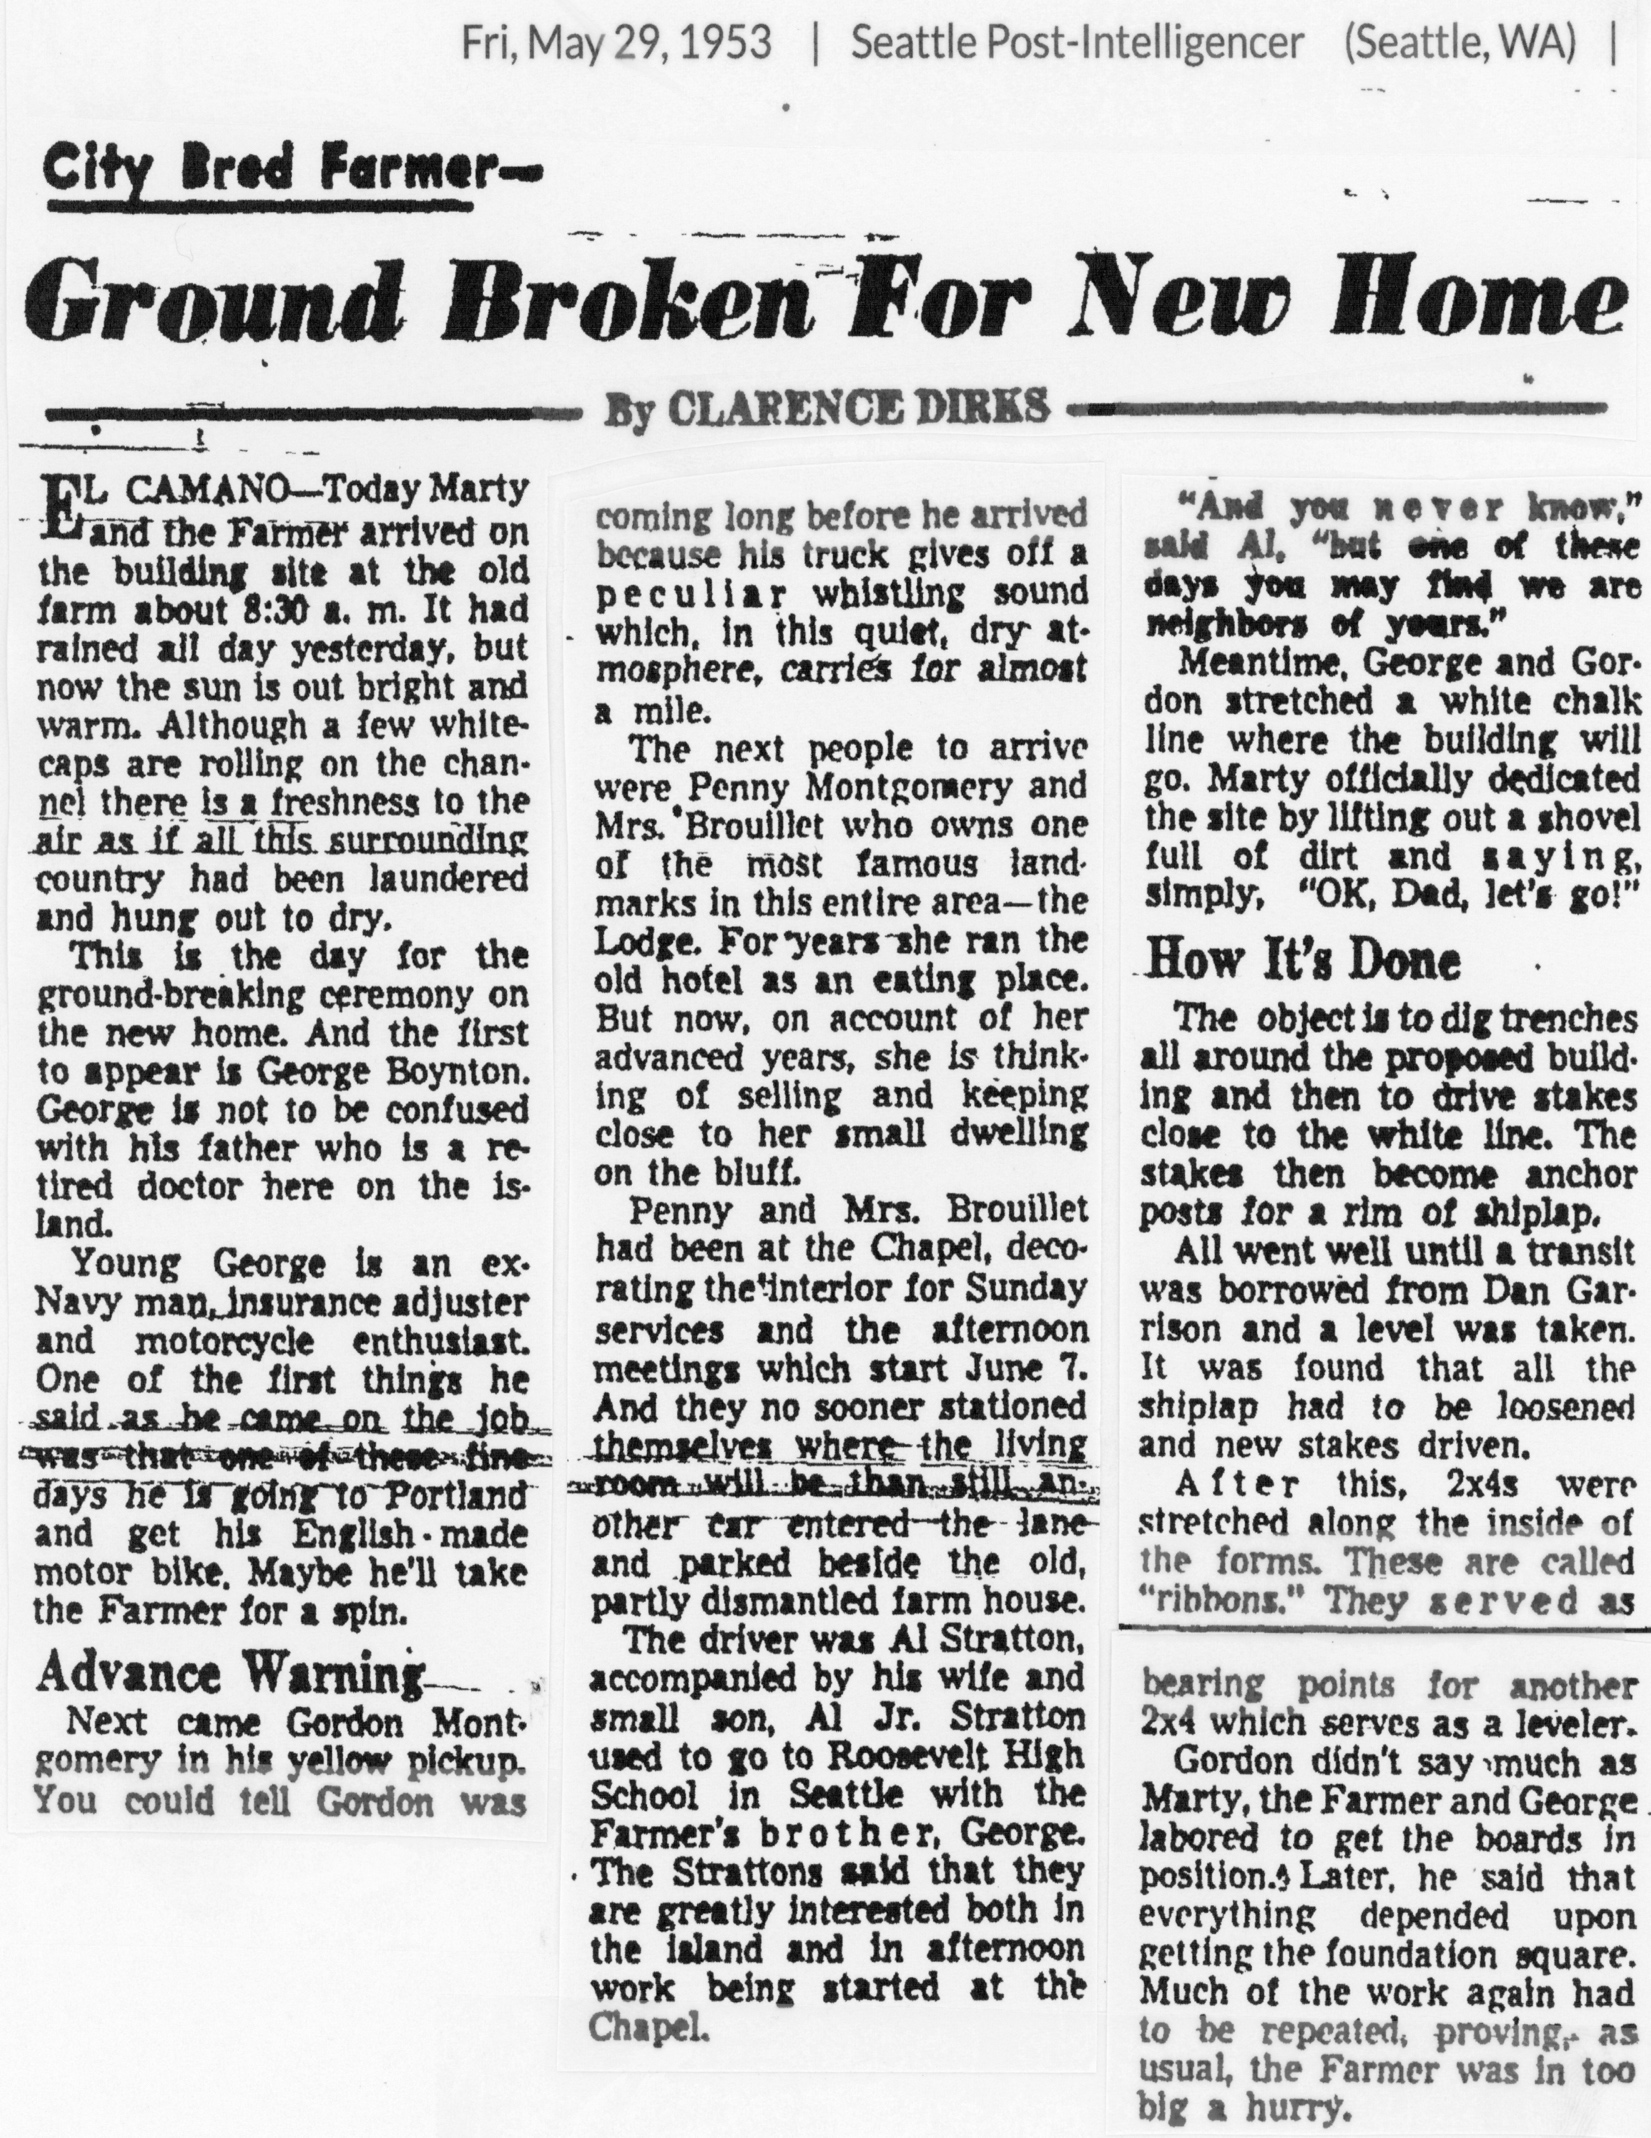 Fri, May 29, 1953 | Seattle Post-Intelligencer (Seattle, WA) |
City Bred Farmer—
Ground Broken For New Home
By CLARENCE DIRKS
EL CAMANO—Today Marty
and the Farmer arrived on
the building site at the old
farm about 8:30 a. m. It had
rained all day yesterday, but
now the sun is out bright and
warm. Although a few white-
caps are rolling on the chan-
nel there is a freshness to the
air as if all this surrounding
country had been laundered
and hung out to dry.
This is the day for the
ground-breaking ceremony on
the new home. And the first
to appear is George Boynton.
George is not to be confused
with his father who is a re-
tired doctor here on the is-
land.
Young George is an ex-
Navy man, insurance adjuster
and motorcycle enthusiast.
One of the first things he
said as he came on the job
was that one of these fine
days he is going to Portland
and get his English-made
motor bike. Maybe he'll take
the Farmer for a spin.
Advance Warning
Next came Gordon Mont-
gomery in his yellow pickup.
You could tell Gordon was
coming long before he arrived
because his truck gives off a
peculiar whistling sound
which, in this quiet, dry at-
mosphere, carries for almost
a mile.
The next people to arrive
were Penny Montgomery and
Mrs. Brouillet who owns one
of the most famous land-
marks in this entire area—the
Lodge. For years she ran the
old hotel as an eating place.
But now, on account of her
advanced years, she is think-
ing of selling and keeping
close to her small dwelling
on the bluff.
Penny and Mrs. Brouillet
had been at the Chapel, deco-
rating the interior for Sunday
services and the afternoon
meetings which start June 7.
And they no sooner stationed
themselves where the living
room will be than still an-
other car entered the lane
and parked beside the old,
partly dismantled farm house.
The driver was Al Stratton,
accompanied by his wife and
small son, Al Jr. Stratton
used to go to Roosevelt High
School in Seattle with the
Farmer's brother, George.
The Strattons said that they
are greatly interested both in
the island and in afternoon
work being started at the
Chapel.
"And you never know,"
said Al, "but one of these
days you may find we are
neighbors of yours."
Meantime, George and Gor-
don stretched a white chalk
line where the building will
go. Marty officially dedicated
the site by lifting out a shovel
full of dirt and saying,
simply, "OK, Dad, let's go!"
How It's Done
The object is to dig trenches
all around the proposed build-
ing and then to drive stakes
close to the white line. The
stakes then become anchor
posts for a rim of shiplap.
All went well until a transit
was borrowed from Dan Gar-
rison and a level was taken.
It was found that all the
shiplap had to be loosened
and new stakes driven.
After this, 2x4s were
stretched along the inside of
the forms. These are called
"ribbons." They served as
bearing points for another
2x4 which serves as a leveler.
Gordon didn't say much as
Marty, the Farmer and George
labored to get the boards in
position. Later, he said that
everything depended upon
getting the foundation square.
Much of the work again had
to be repeated, proving, as
usual, the Farmer was in too
big a hurry.